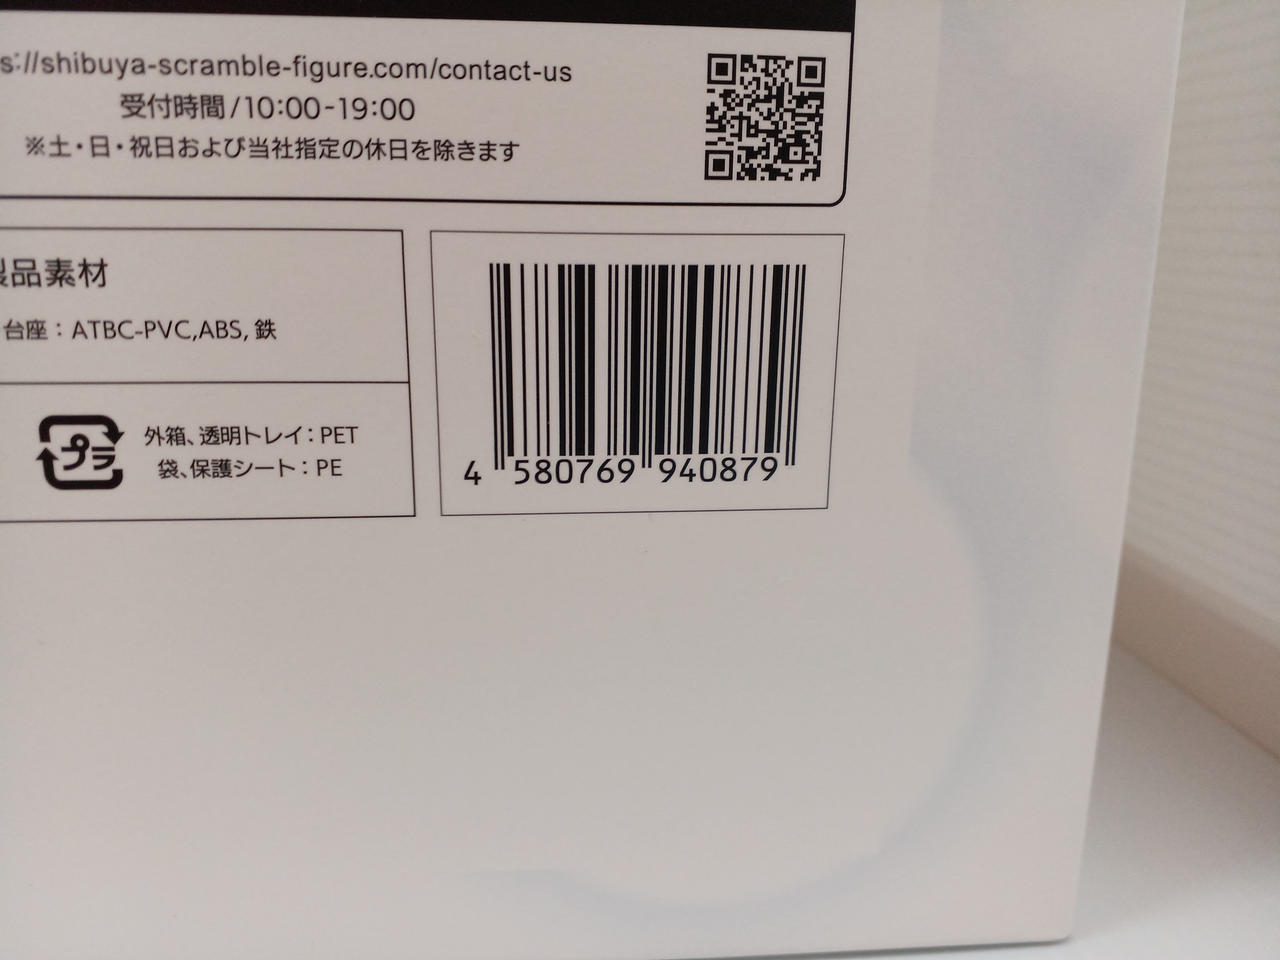 s://shibuya-scramble-figure.com/contact-us
受付時間/10:00-19:00
※土・日・祝日および当社指定の休日を除きます
製品素材
台座：ATBC-PVC,ABS, 鉄
プラ
外箱、透明トレイ：PET
袋、保護シート：PE
4 580769 940879